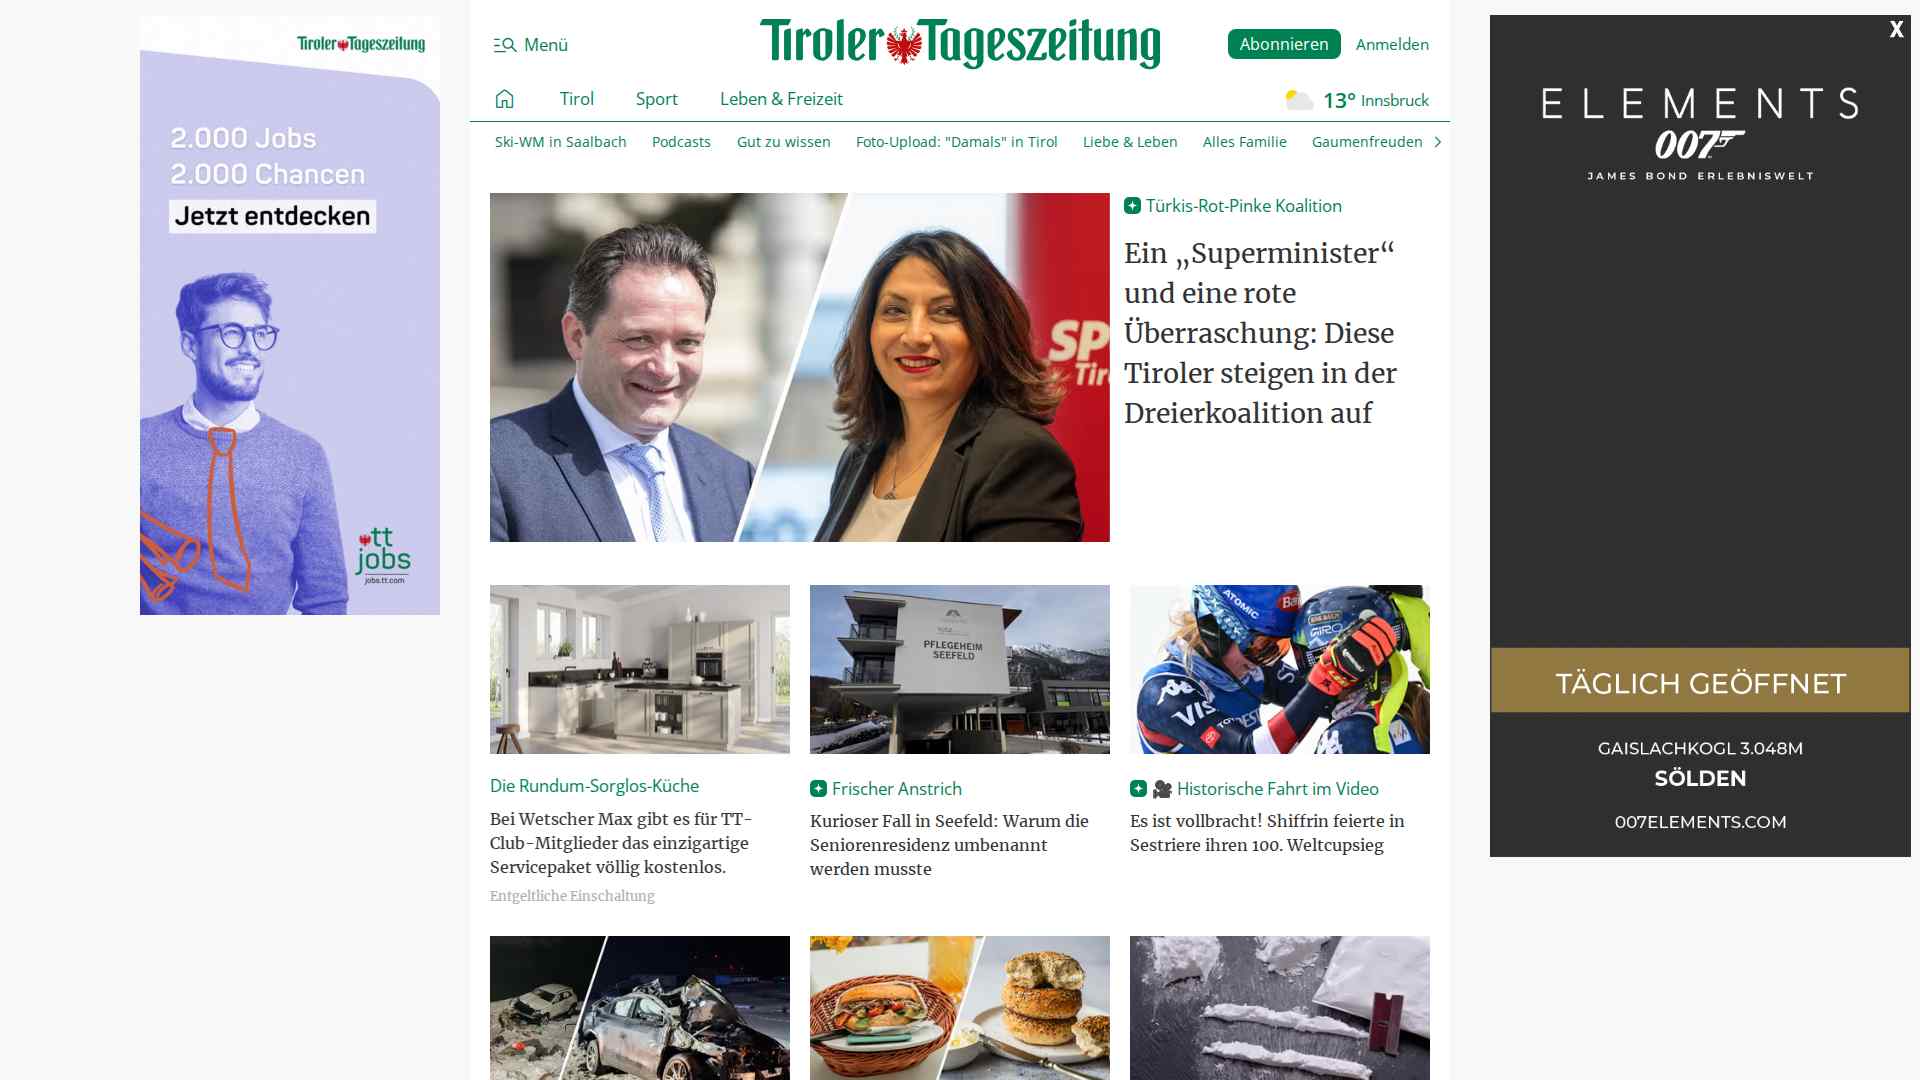 Tiroler Tageszeitung
2.000 Jobs
2.000 Chancen
Jetzt entdecken
tt
jobs
jobs.tt.com
Menü
Tiroler Tageszeitung
Abonnieren
Anmelden
Tirol
Sport
Leben & Freizeit
13° Innsbruck
Ski-WM in Saalbach
Podcasts
Gut zu wissen
Foto-Upload: "Damals" in Tirol
Liebe & Leben
Alles Familie
Gaumenfreuden
SP
Tir
Türkis-Rot-Pinke Koalition
Ein „Superminister“
und eine rote
Überraschung: Diese
Tiroler steigen in der
Dreierkoalition auf
PFLEGEHEIM
SEEFELD
ATOMIC
GIRO
VIS
Die Rundum-Sorglos-Küche
Bei Wetscher Max gibt es für TT-
Club-Mitglieder das einzigartige
Servicepaket völlig kostenlos.
Entgeltliche Einschaltung
Frischer Anstrich
Kurioser Fall in Seefeld: Warum die
Seniorenresidenz umbenannt
werden musste
Historische Fahrt im Video
Es ist vollbracht! Shiffrin feierte in
Sestriere ihren 100. Weltcupsieg
X
ELEMENTS
007
JAMES BOND ERLEBNISWELT
TÄGLICH GEÖFFNET
GAISLACHKOGL 3.048M
SÖLDEN
007ELEMENTS.COM